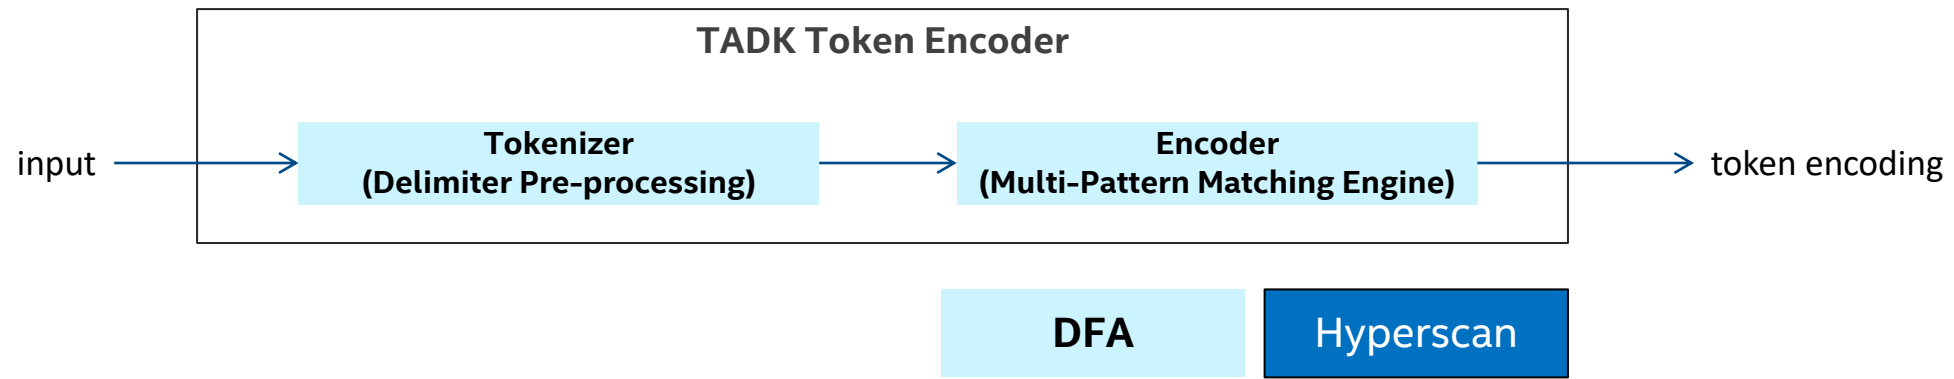 TADK Token Encoder
input
Tokenizer
(Delimiter Pre-processing)
Encoder
(Multi-Pattern Matching Engine)
token encoding
DFA
Hyperscan